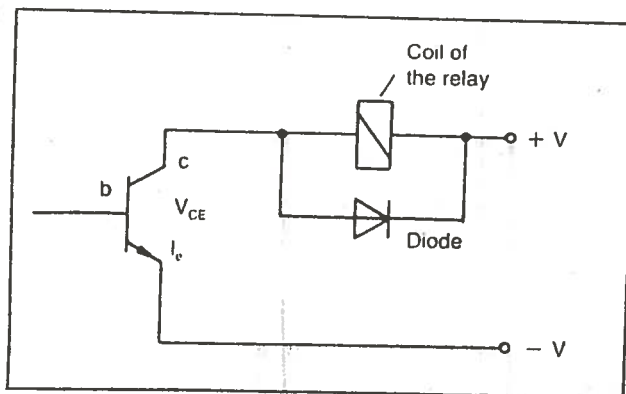 Coil of
the relay
+ V
c
b
V_CE
I_e
Diode
− V